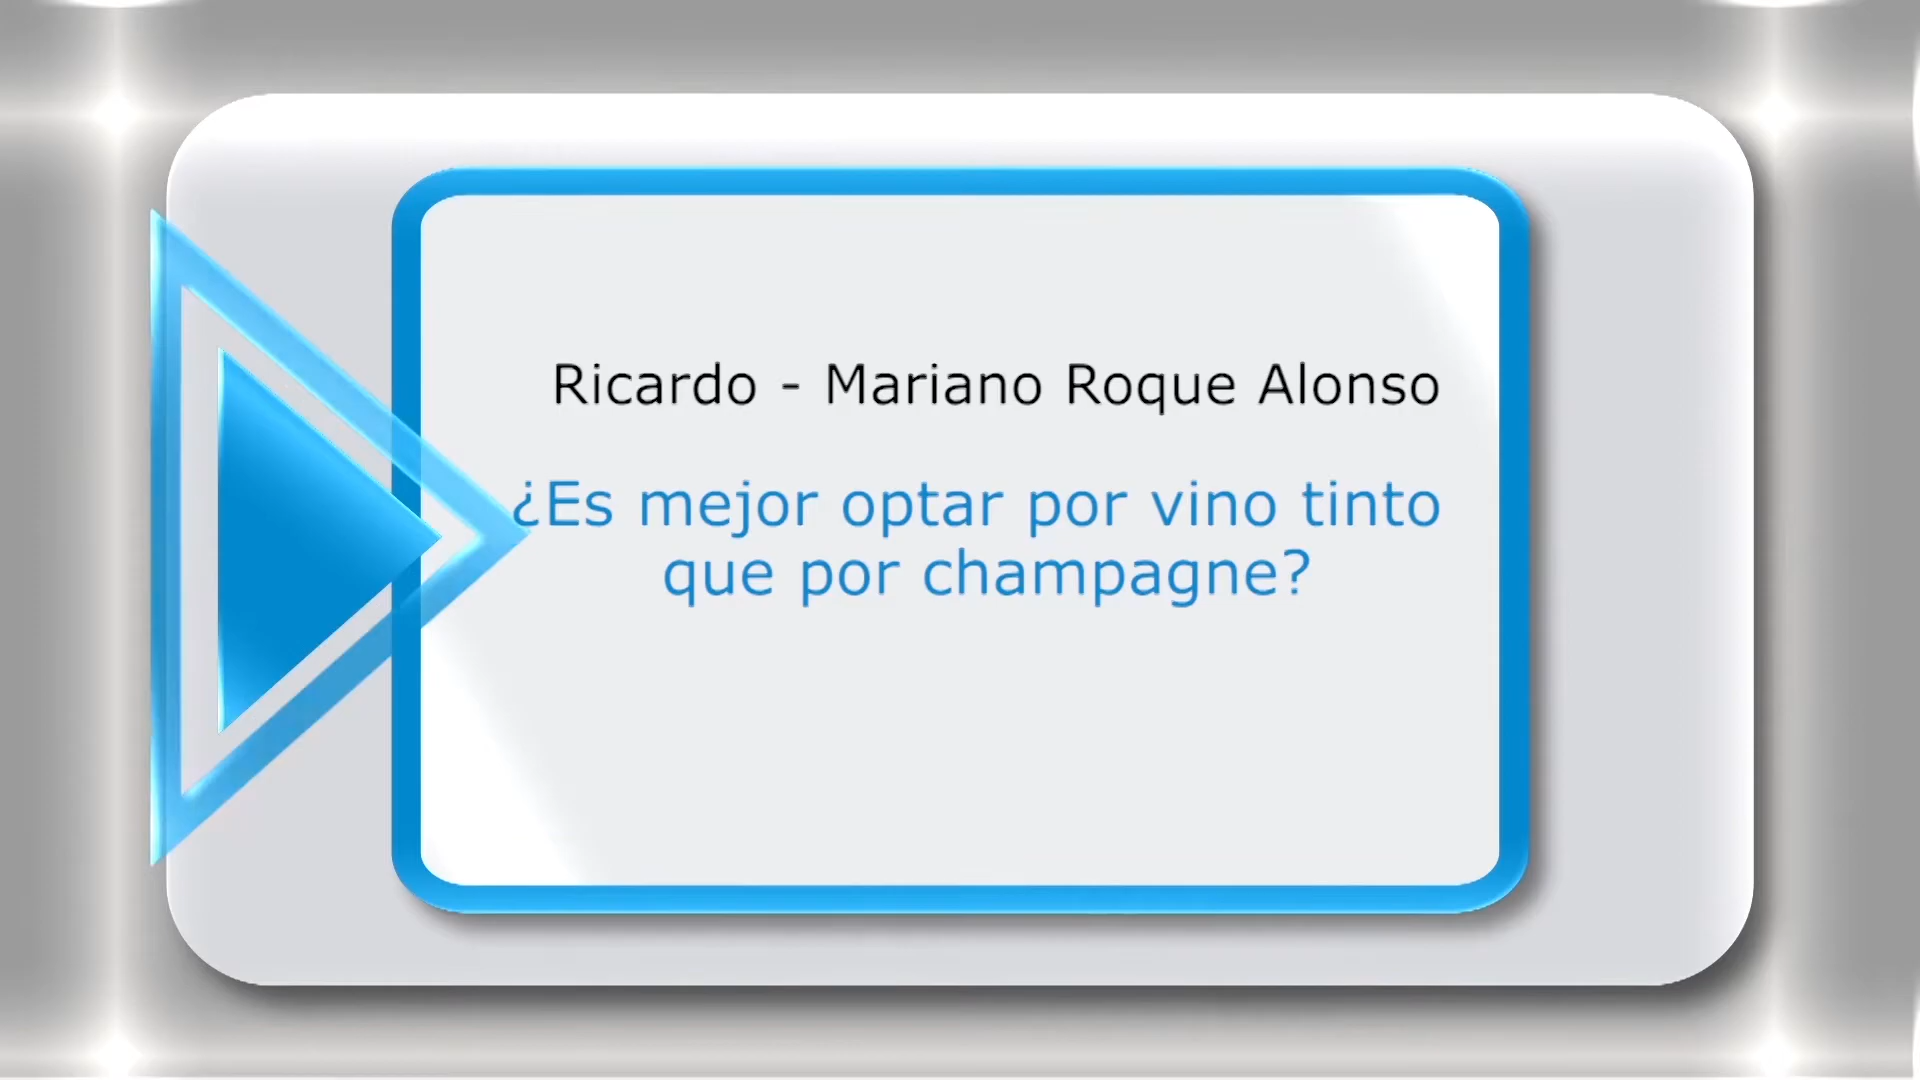 Ricardo - Mariano Roque Alonso
¿Es mejor optar por vino tinto
que por champagne?